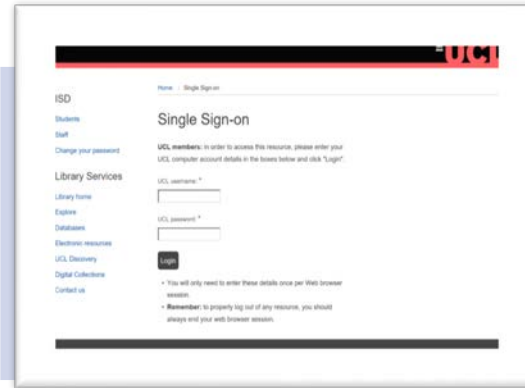 UCL
Home
Single Sign-on
ISD
Students
Staff
Change your password
Library Services
Library home
Explore
Databases
Electronic resources
UCL Discovery
Digital Collections
Contact us
Single Sign-on
UCL members: in order to access this resource, please enter your
UCL computer account details in the boxes below and click "Login".
UCL username: *
UCL password: *
Login
• You will only need to enter these details once per Web browser
session.
• Remember: to properly log out of any resource, you should
always end your web browser session.